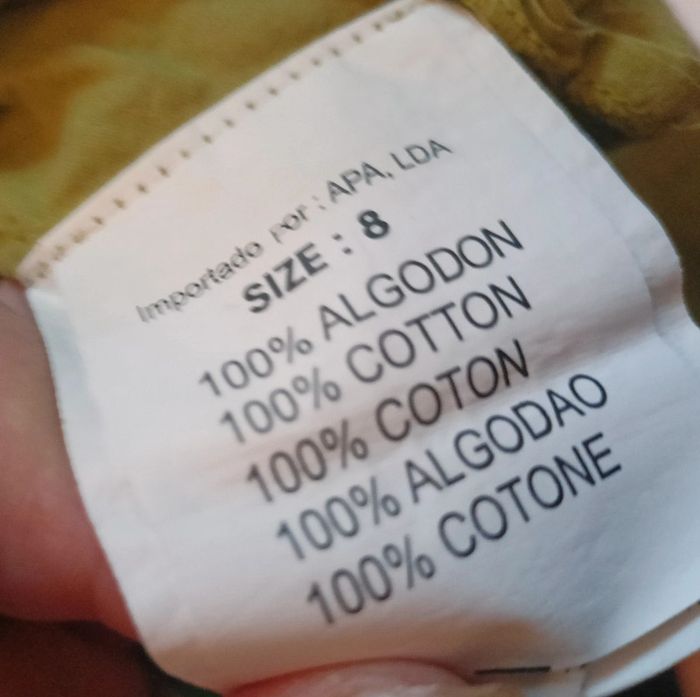 Importado por : APA, LDA
SIZE : 8
100% ALGODON
100% COTTON
100% COTON
100% ALGODAO
100% COTONE